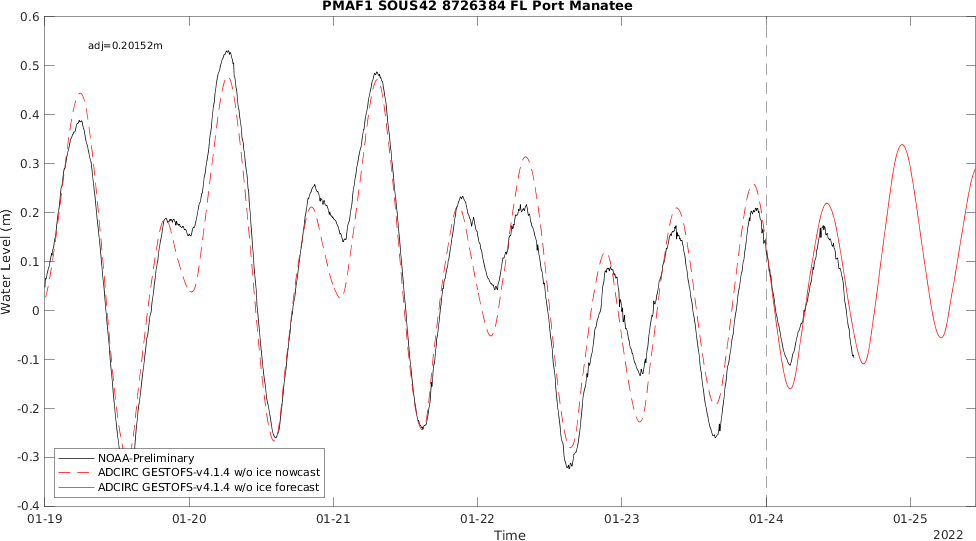 PMAF1 SOUS42 8726384 FL Port Manatee
adj=0.20152m
Water Level (m)
0.6
0.5
0.4
0.3
0.2
0.1
0
-0.1
-0.2
-0.3
-0.4
NOAA-Preliminary
ADCIRC GESTOFS-v4.1.4 w/o ice nowcast
ADCIRC GESTOFS-v4.1.4 w/o ice forecast
01-19 01-20 01-21 01-22 01-23 01-24 01-25
Time
2022